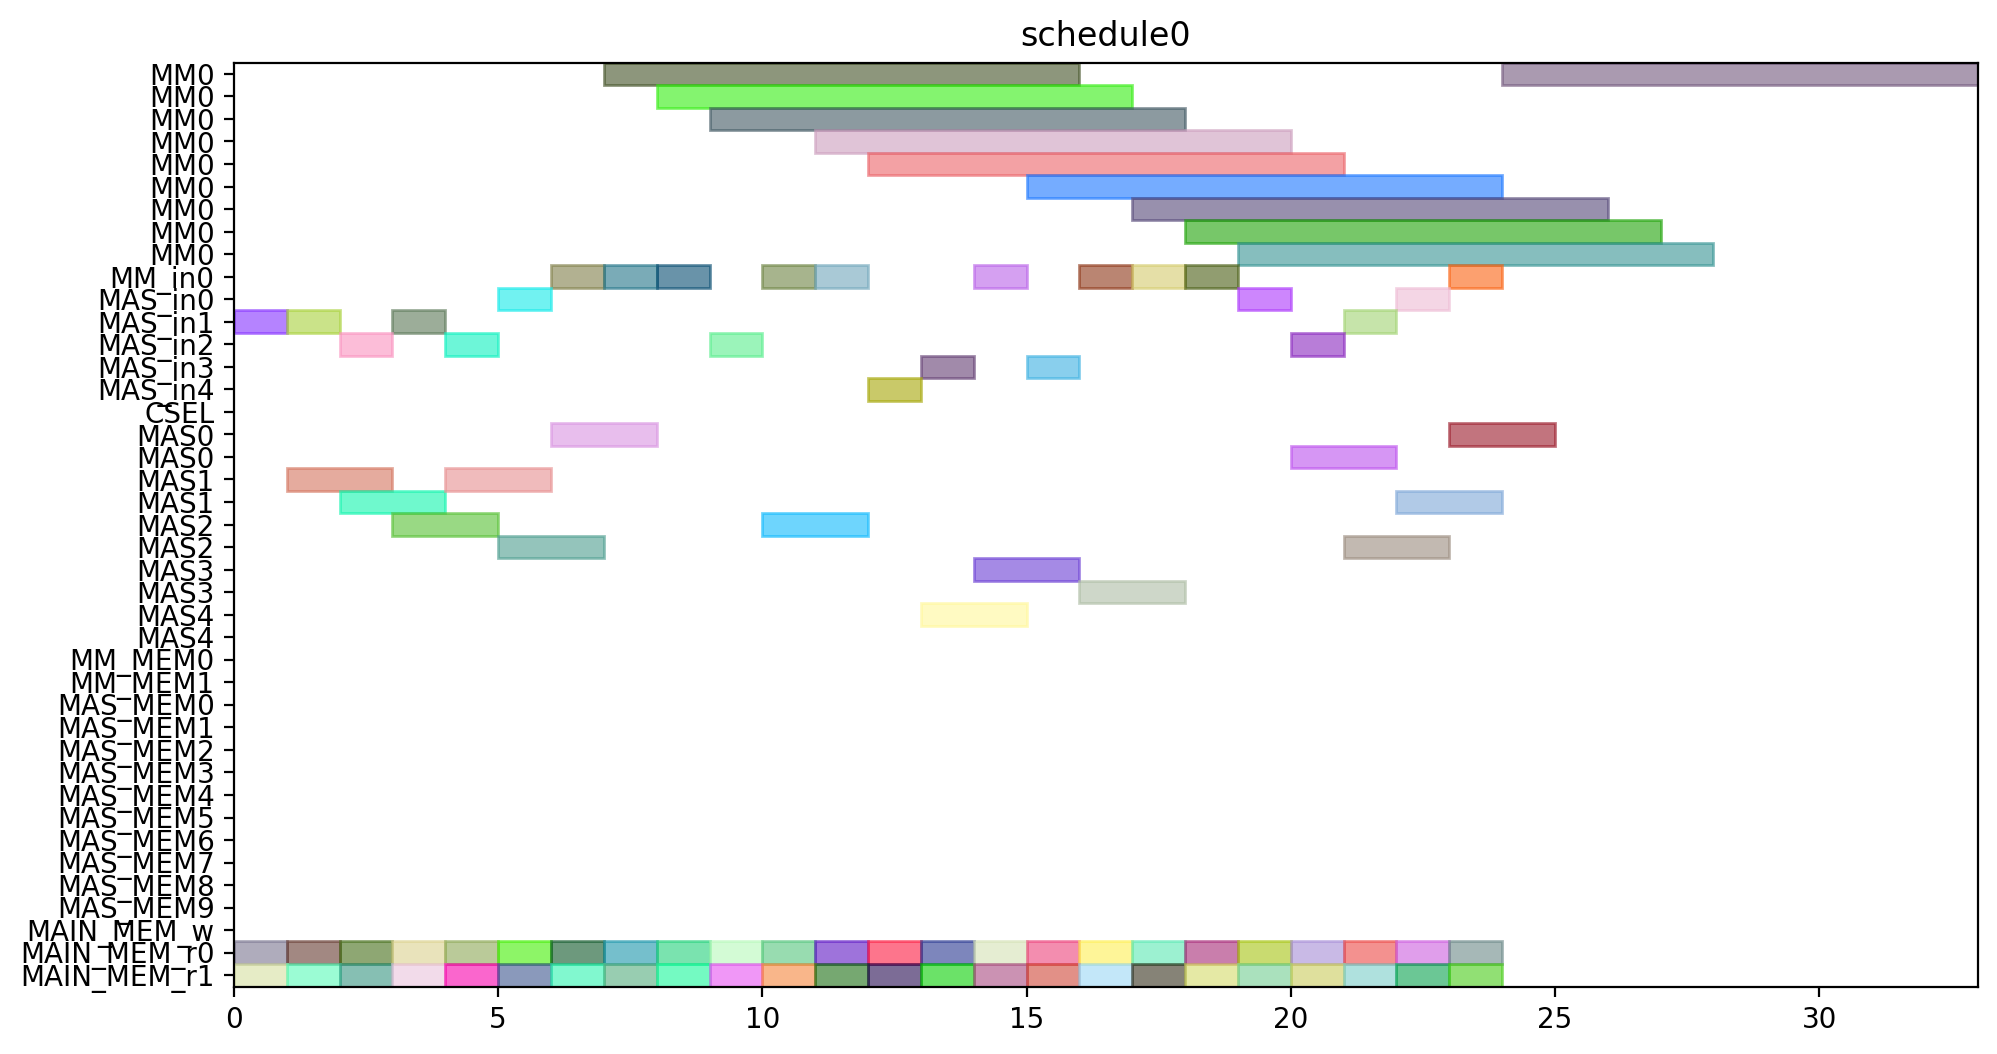 schedule0
MM0
MM0
MM0
MM0
MM0
MM0
MM0
MM0
MM0
MM_in0
MAS_in0
MAS_in1
MAS_in2
MAS_in3
MAS_in4
CSEL
MAS0
MAS0
MAS1
MAS1
MAS2
MAS2
MAS3
MAS3
MAS4
MAS4
MM_MEM0
MM_MEM1
MAS_MEM0
MAS_MEM1
MAS_MEM2
MAS_MEM3
MAS_MEM4
MAS_MEM5
MAS_MEM6
MAS_MEM7
MAS_MEM8
MAS_MEM9
MAIN_MEM_w
MAIN_MEM_r0
MAIN_MEM_r1
0 5 10 15 20 25 30